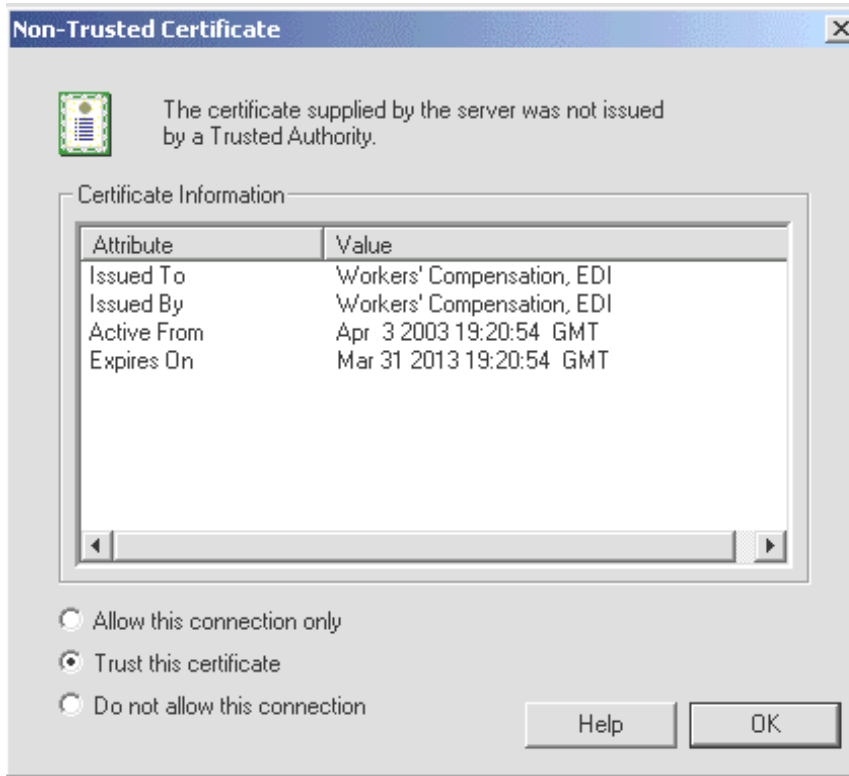 Non-Trusted Certificate
The certificate supplied by the server was not issued
by a Trusted Authority.
Certificate Information
Attribute Value
Issued To Workers' Compensation, EDI
Issued By Workers' Compensation, EDI
Active From Apr 3 2003 19:20:54 GMT
Expires On Mar 31 2013 19:20:54 GMT
Allow this connection only
Trust this certificate
Do not allow this connection
Help OK